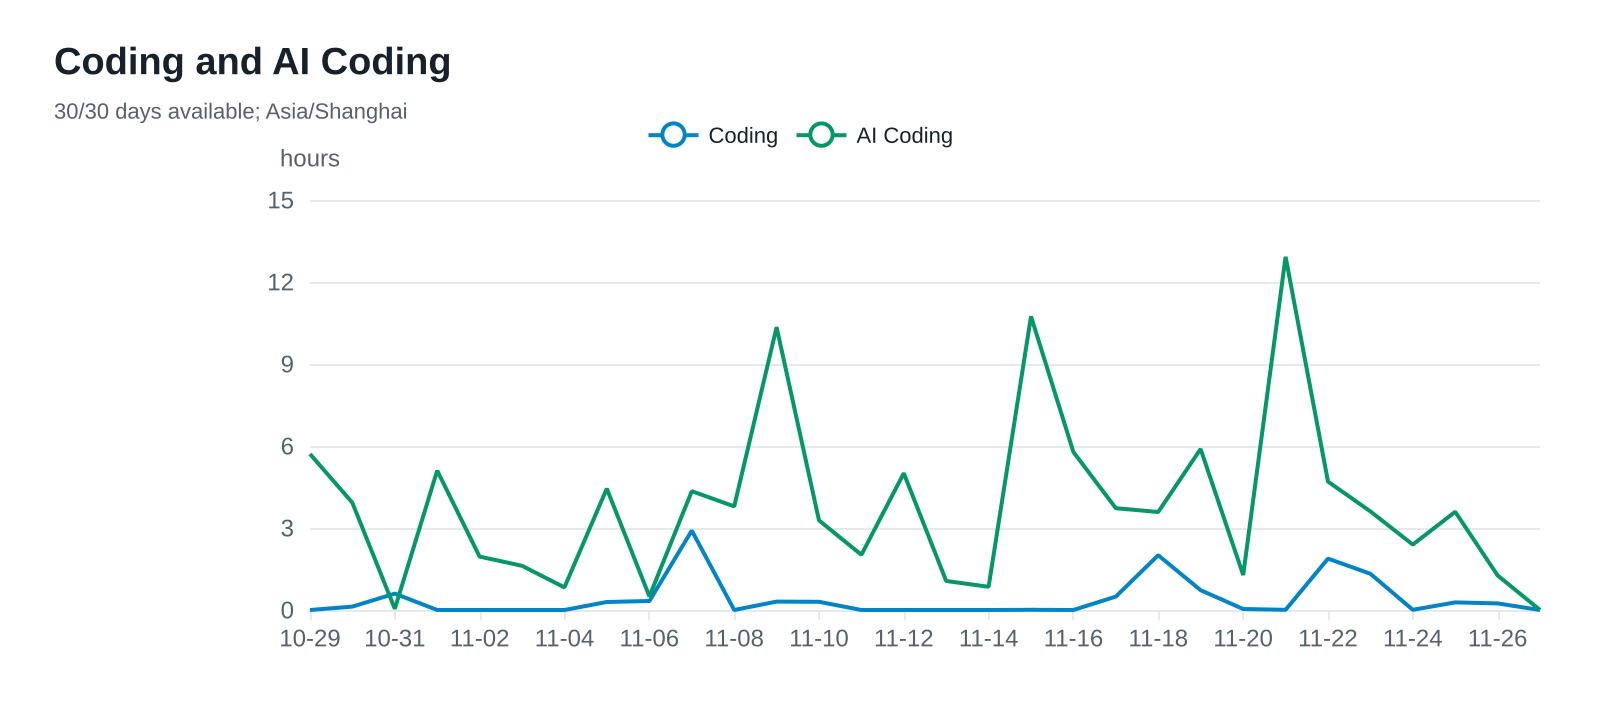 Coding and AI Coding
30/30 days available; Asia/Shanghai
Coding AI Coding
hours
15
12
9
6
3
0
10-29 10-31 11-02 11-04 11-06 11-08 11-10 11-12 11-14 11-16 11-18 11-20 11-22 11-24 11-26